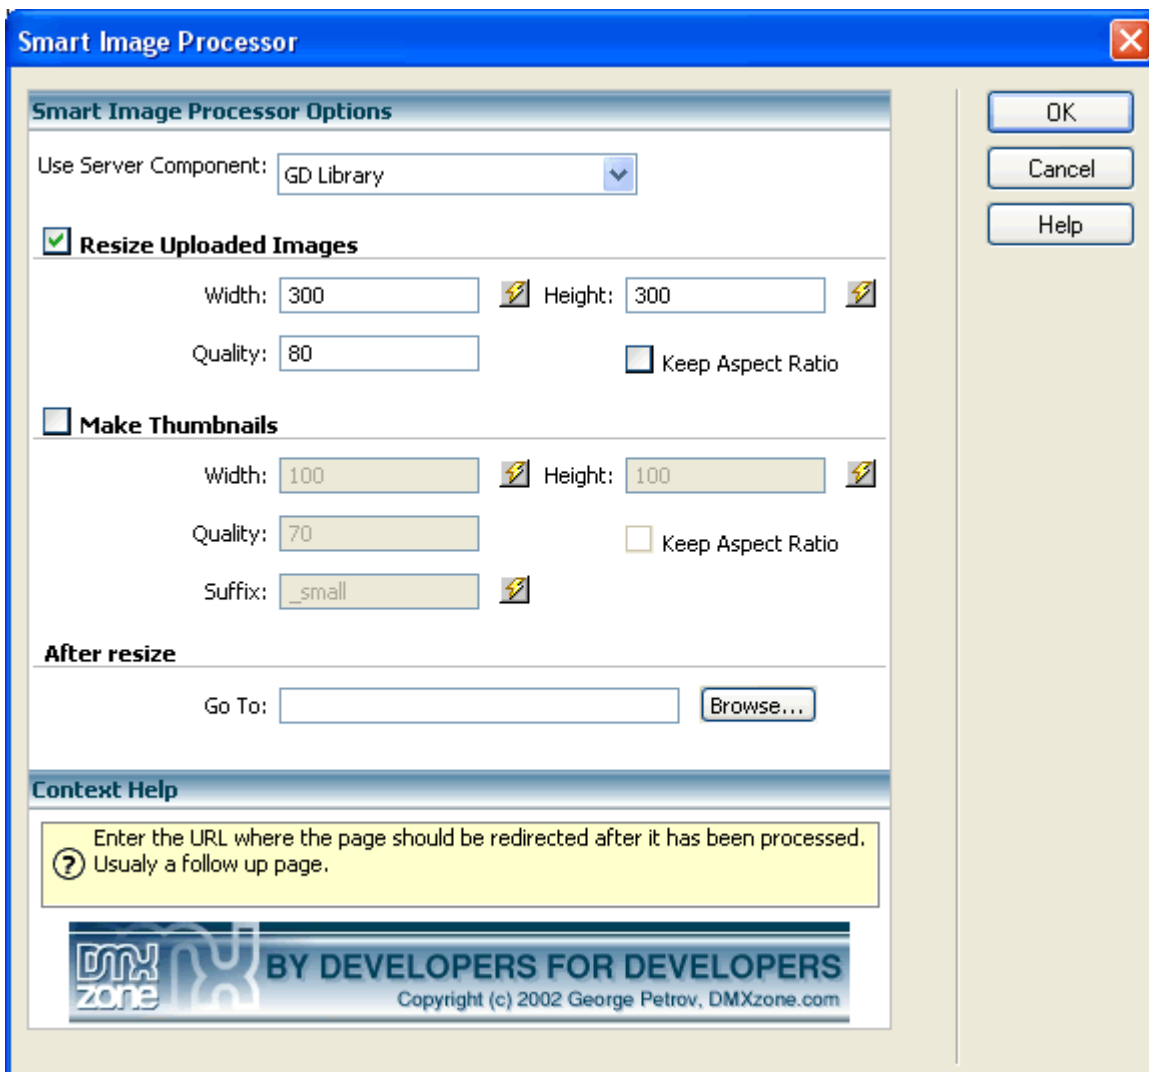 Smart Image Processor
Smart Image Processor Options
OK
Use Server Component: GD Library
Cancel
Help
Resize Uploaded Images
Width: 300 Height: 300
Quality: 80 Keep Aspect Ratio
Make Thumbnails
Width: 100 Height: 100
Quality: 70 Keep Aspect Ratio
Suffix: _small
After resize
Go To: Browse...
Context Help
Enter the URL where the page should be redirected after it has been processed.
Usualy a follow up page.
DMX
zone
BY DEVELOPERS FOR DEVELOPERS
Copyright (c) 2002 George Petrov, DMXzone.com